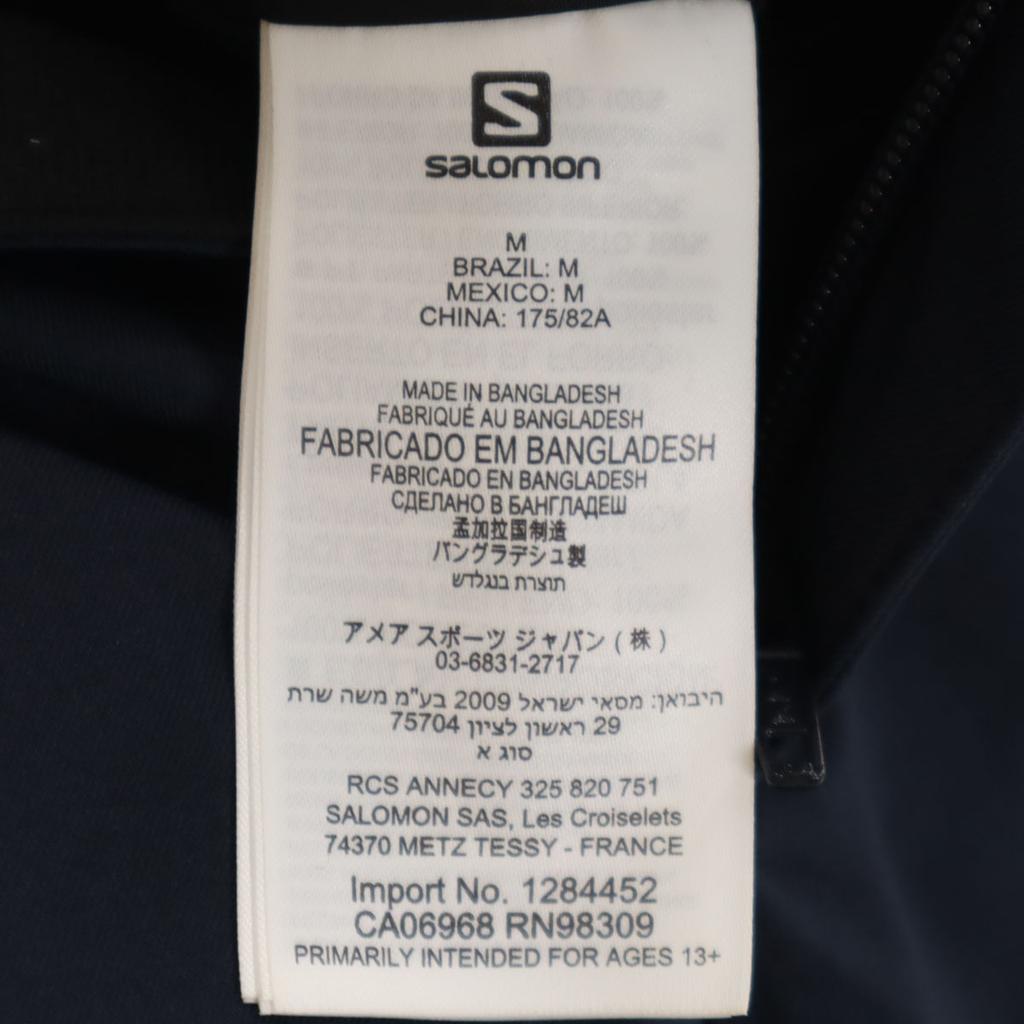 S
salomon
M
BRAZIL: M
MEXICO: M
CHINA: 175/82A
MADE IN BANGLADESH
FABRIQUÉ AU BANGLADESH
FABRICADO EM BANGLADESH
FABRICADO EN BANGLADESH
СДЕЛАНО В БАНГЛАДЕШ
孟加拉国制造
バングラデシュ製
תוצרת בנגלדש
アメア スポーツ ジャパン (株)
03-6831-2717
היבואן: מסאי ישראל 2009 בע"מ משה שרת
29 ראשון לציון 75704
סוג א
RCS ANNECY 325 820 751
SALOMON SAS, Les Croiselets
74370 METZ TESSY - FRANCE
Import No. 1284452
CA06968 RN98309
PRIMARILY INTENDED FOR AGES 13+